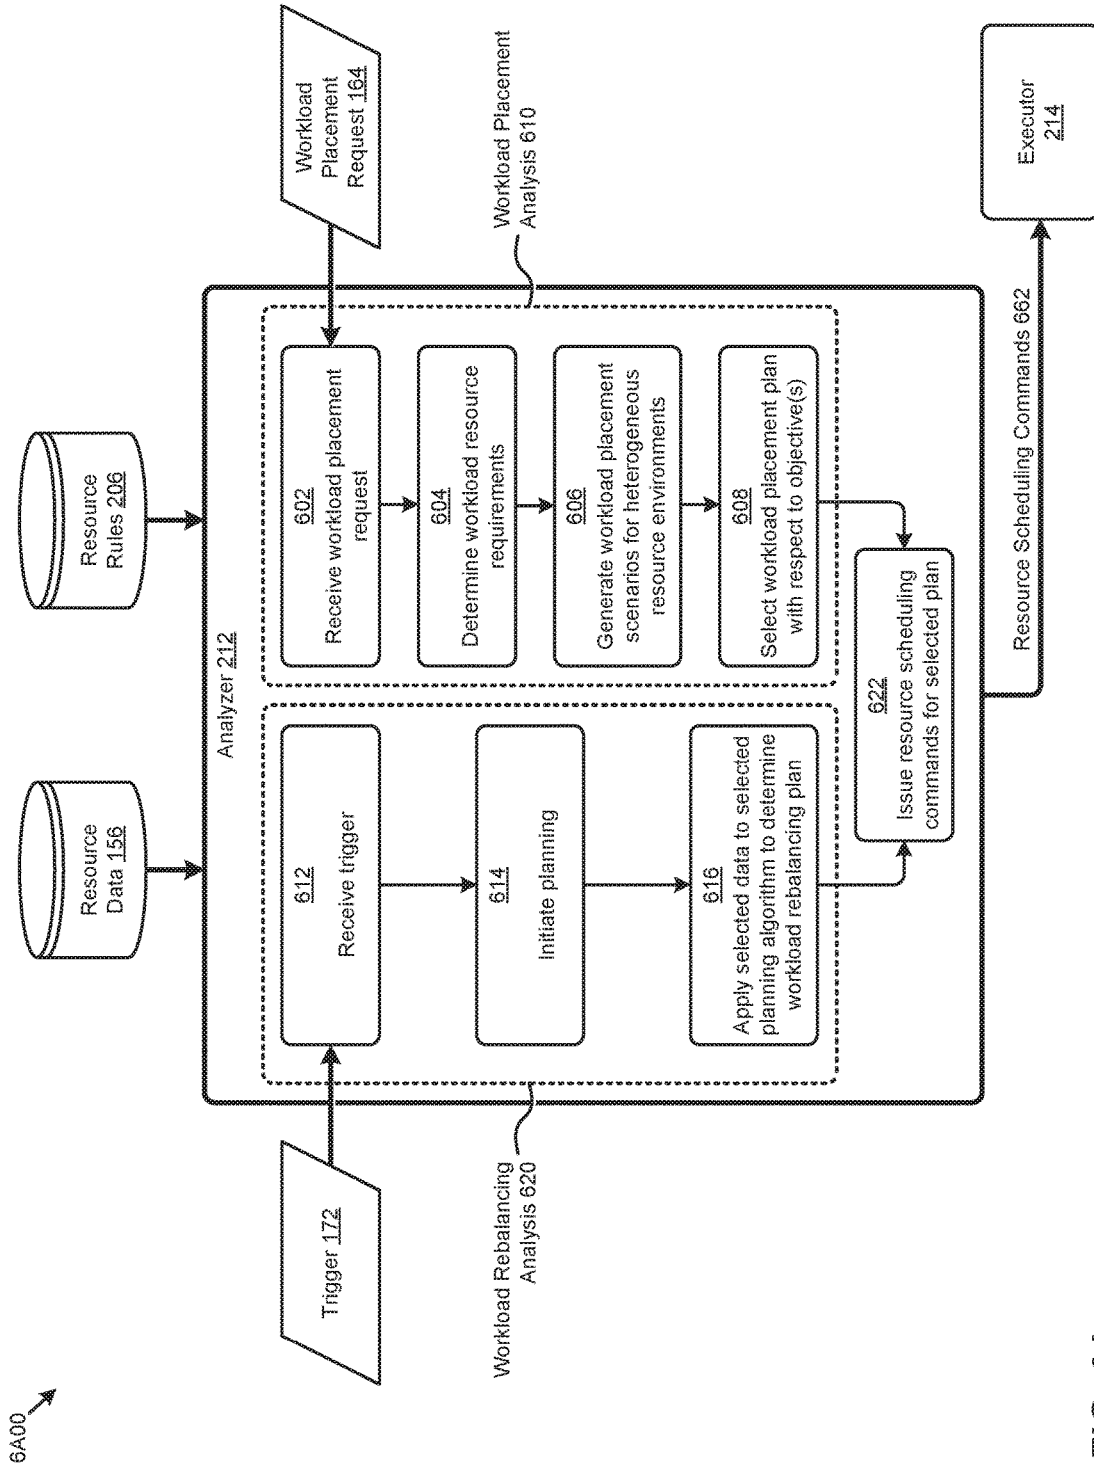 6A00
Resource
Data 156
Resource
Rules 206
Analyzer 212
Trigger 172
Workload Rebalancing
Analysis 620
612
Receive trigger
614
Initiate planning
616
Apply selected data to selected
planning algorithm to determine
workload rebalancing plan
Workload
Placement
Request 164
Workload Placement
Analysis 610
602
Receive workload placement
request
604
Determine workload resource
requirements
606
Generate workload placement
scenarios for heterogeneous
resource environments
608
Select workload placement plan
with respect to objective(s)
622
Issue resource scheduling
commands for selected plan
Resource Scheduling Commands 662
Executor
214